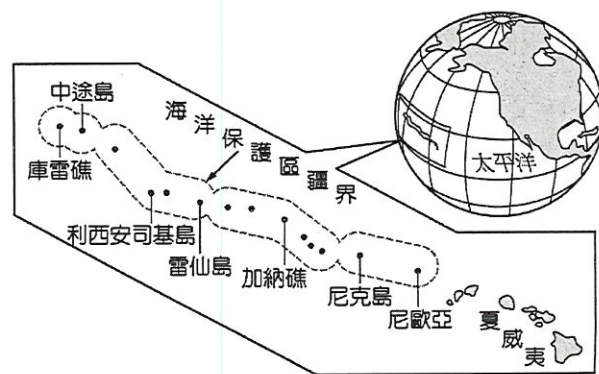 中途島
海洋保護區疆界
太平洋
庫雷礁
利西安司基島
雷仙島
加納礁
尼克島
尼歐亞
夏威夷